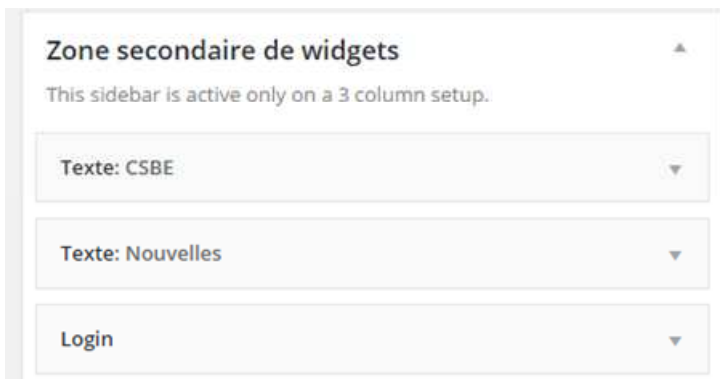 Zone secondaire de widgets
This sidebar is active only on a 3 column setup.
Texte: CSBE
Texte: Nouvelles
Login